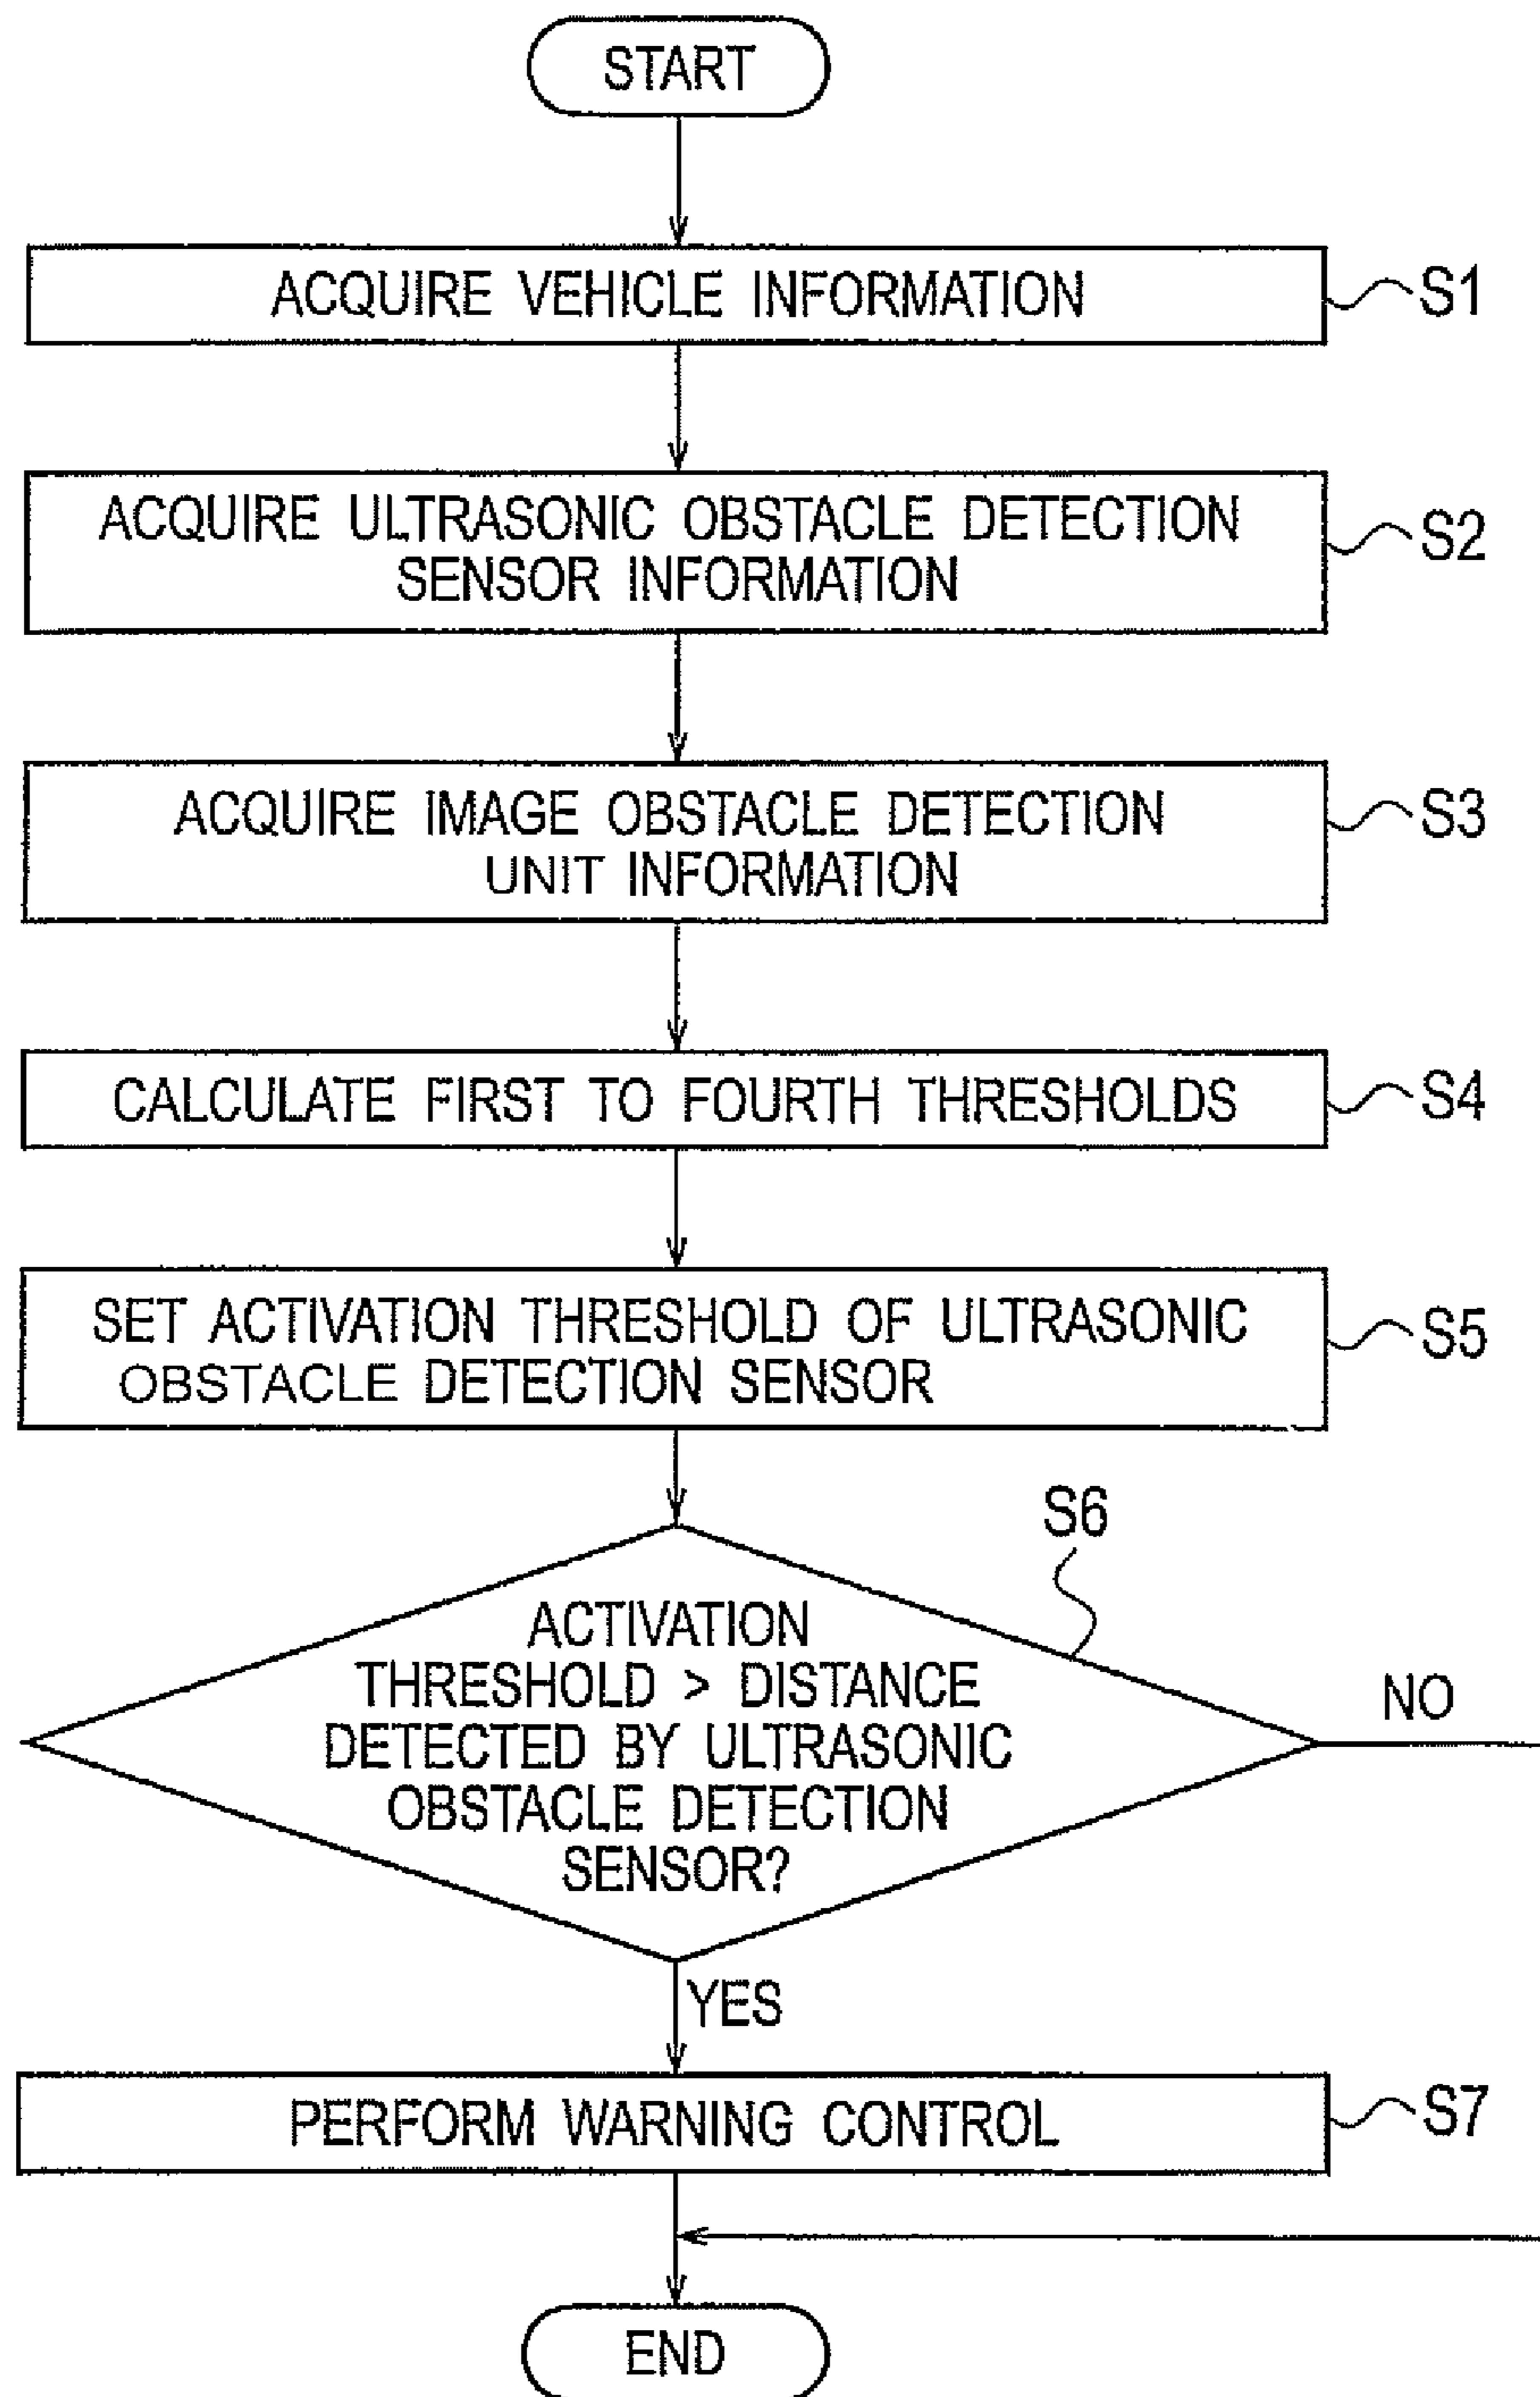 START
ACQUIRE VEHICLE INFORMATION
S1
ACQUIRE ULTRASONIC OBSTACLE DETECTION
SENSOR INFORMATION
S2
ACQUIRE IMAGE OBSTACLE DETECTION
UNIT INFORMATION
S3
CALCULATE FIRST TO FOURTH THRESHOLDS
S4
SET ACTIVATION THRESHOLD OF ULTRASONIC
OBSTACLE DETECTION SENSOR
S5
S6
ACTIVATION
THRESHOLD > DISTANCE
DETECTED BY ULTRASONIC
OBSTACLE DETECTION
SENSOR?
NO
YES
PERFORM WARNING CONTROL
S7
END